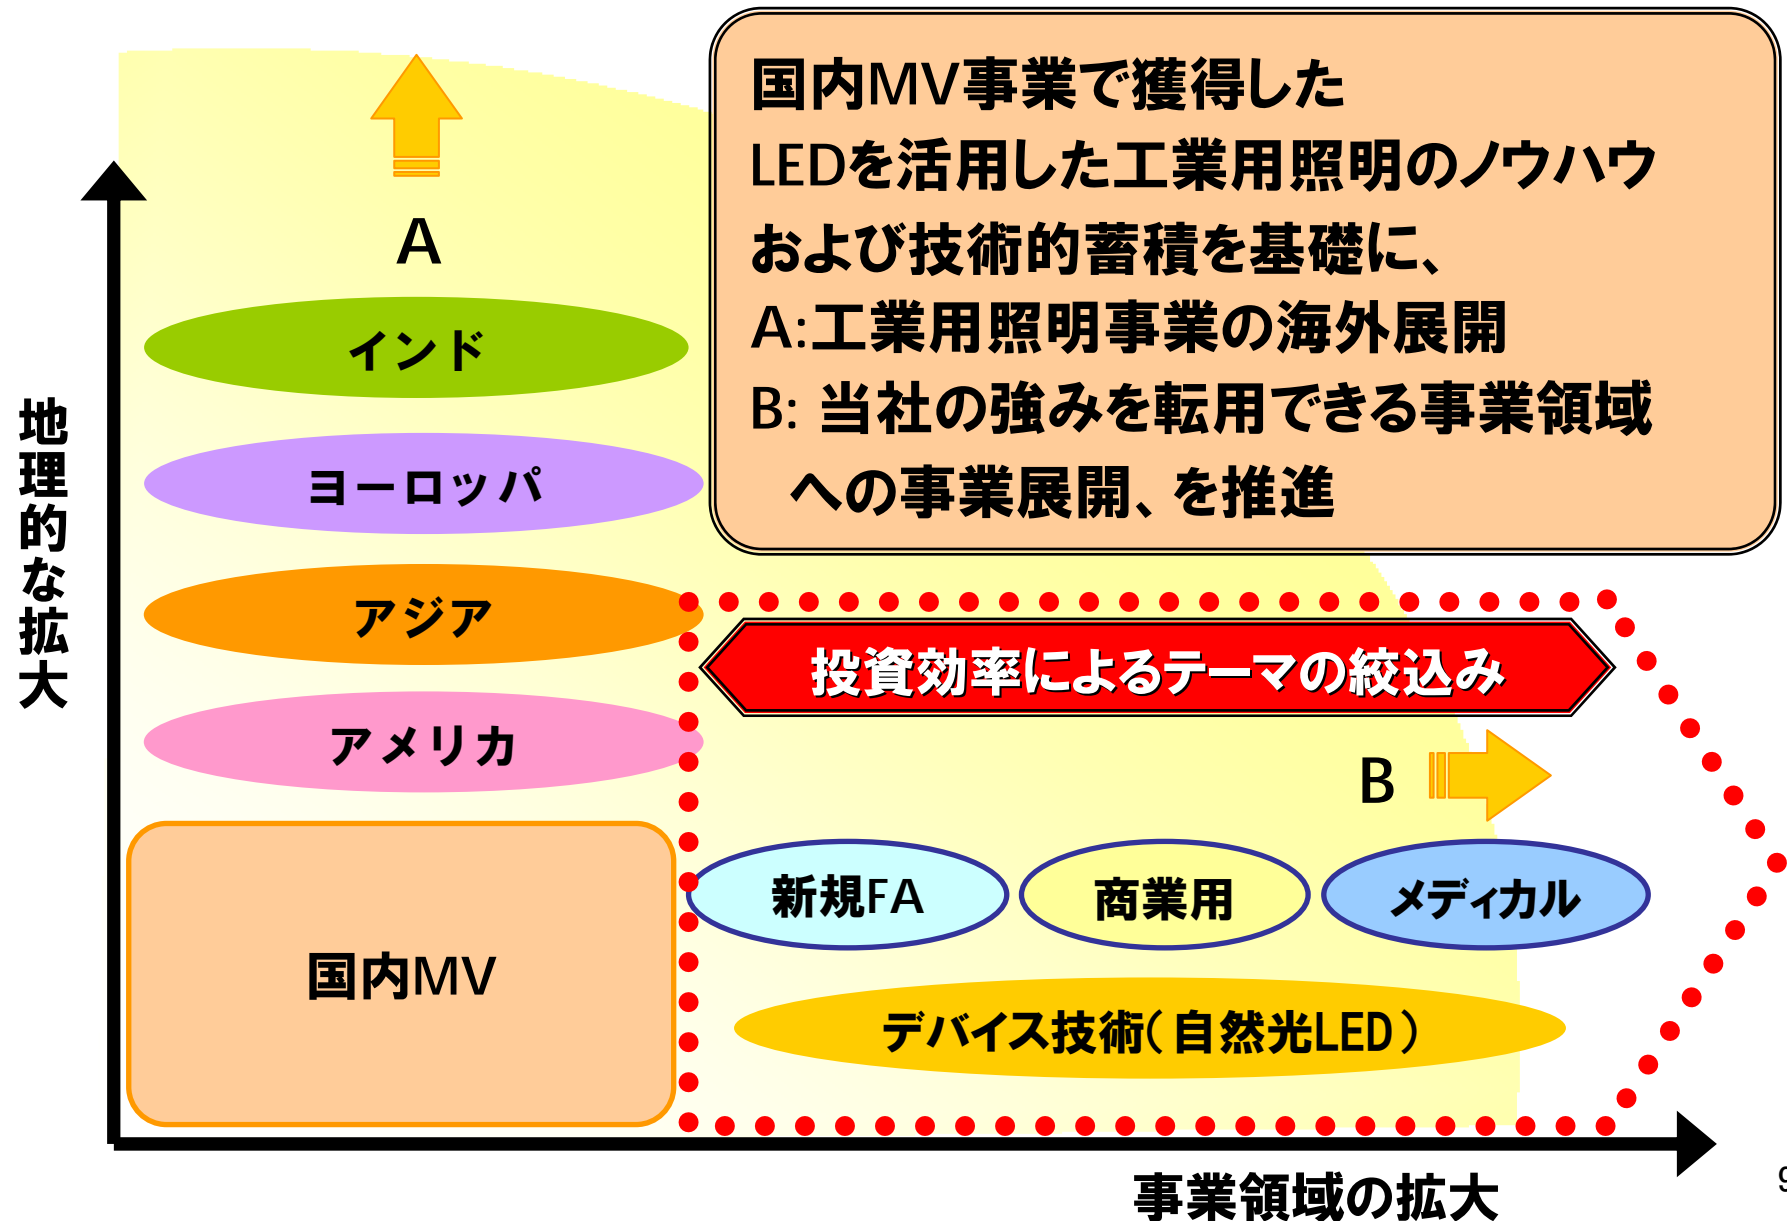 国内MV事業で獲得した
LEDを活用した工業用照明のノウハウ
および技術的蓄積を基礎に、
A:工業用照明事業の海外展開
B: 当社の強みを転用できる事業領域
への事業展開、を推進
A
インド
ヨーロッパ
アジア
アメリカ
国内MV
地理的な拡大
投資効率によるテーマの絞込み
B
新規FA
商業用
メディカル
デバイス技術(自然光LED)
事業領域の拡大
9